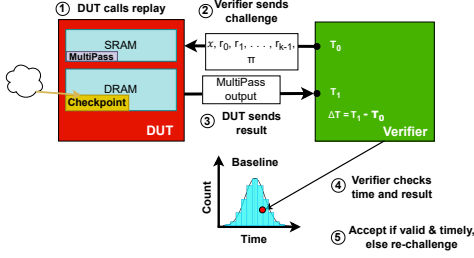 ① DUT calls replay
② Verifier sends
challenge
SRAM
MultiPass
DRAM
Checkpoint
DUT
x, r0, r1, . . . , rk-1,
π
MultiPass
output
③ DUT sends
result
T0
T1
ΔT = T1 - T0
Verifier
Baseline
Count
Time
④ Verifier checks
time and result
⑤ Accept if valid & timely,
else re-challenge